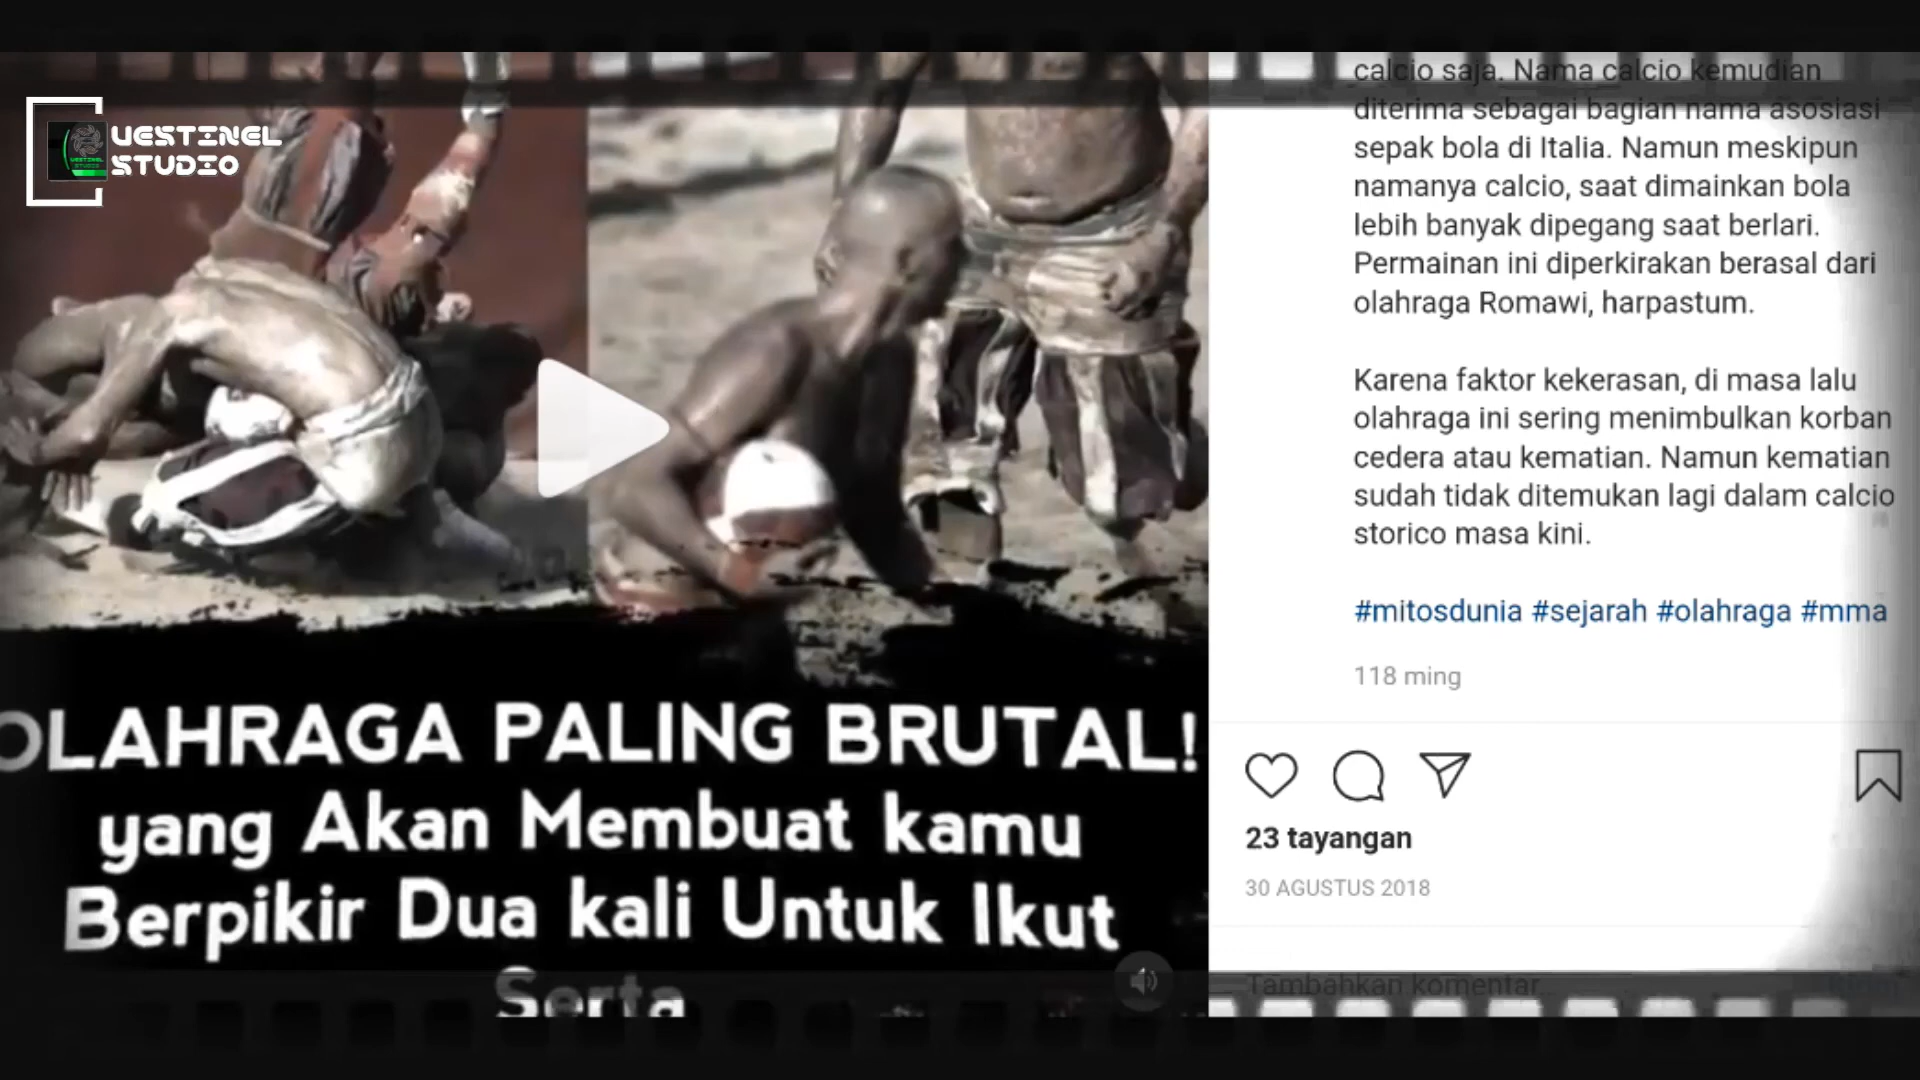 VESTINEL
STUDIO
OLAHRAGA PALING BRUTAL!
yang Akan Membuat kamu
Berpikir Dua kali Untuk Ikut
Serta
calcio saja. Nama calcio kemudian
diterima sebagai bagian nama asosiasi
sepak bola di Italia. Namun meskipun
namanya calcio, saat dimainkan bola
lebih banyak dipegang saat berlari.
Permainan ini diperkirakan berasal dari
olahraga Romawi, harpastum.
Karena faktor kekerasan, di masa lalu
olahraga ini sering menimbulkan korban
cedera atau kematian. Namun kematian
sudah tidak ditemukan lagi dalam calcio
storico masa kini.
#mitosdunia #sejarah #olahraga #mma
118 ming
23 tayangan
30 AGUSTUS 2018
Tambahkan komentar...